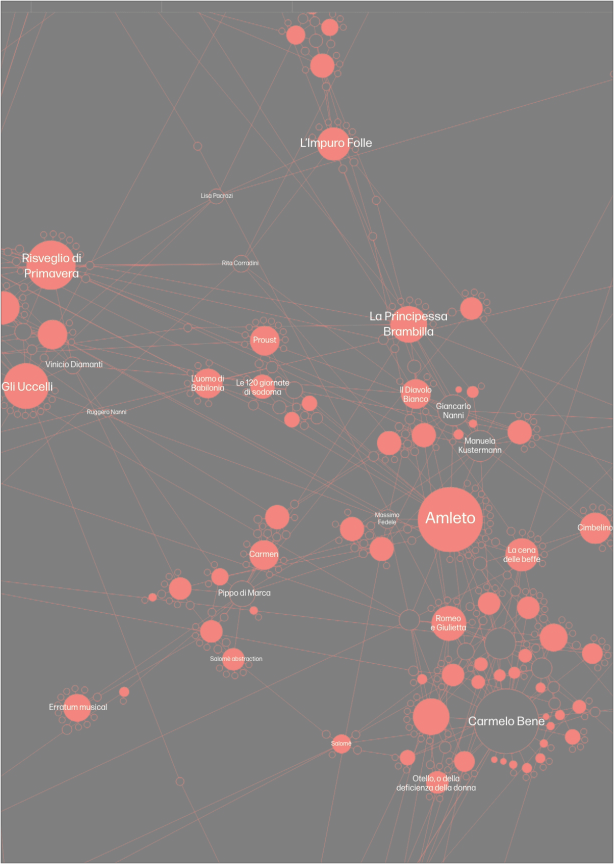 L'Impuro Folle
Lisa Pacrozi
Rita Corradini
Risveglio di
Primavera
La Principessa
Brambilla
Proust
Vinicio Diamanti
L'uomo di
Babilonia
Le 120 giornate
di sodoma
Gli Uccelli
Il Diavolo
Bianco
Giancarlo
Nanni
Ruggero Nanni
Manuela
Kustermann
Massimo
Fedele
Amleto
Cimbelino
Carmen
La cena
delle beffe
Pippo di Marca
Romeo
e Giulietta
Salomé abstraction
Erratum musical
Carmelo Bene
Salomé
Otello, o della
deficienza della donna